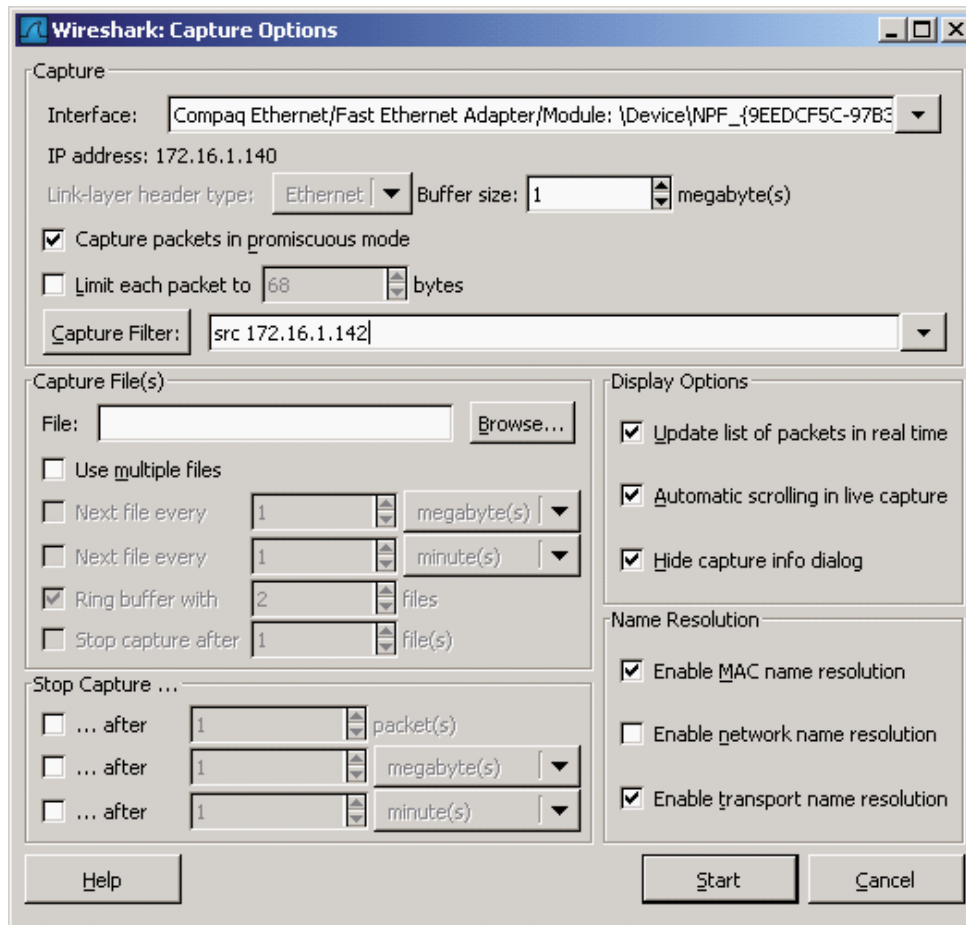 Wireshark: Capture Options
Capture
Interface: Compaq Ethernet/Fast Ethernet Adapter/Module: \Device\NPF_{9EEDCF5C-97B3
IP address: 172.16.1.140
Link-layer header type: Ethernet Buffer size: 1 megabyte(s)
Capture packets in promiscuous mode
Limit each packet to 68 bytes
Capture Filter: src 172.16.1.142
Capture File(s)
File: Browse...
Use multiple files
Next file every 1 megabyte(s)
Next file every 1 minute(s)
Ring buffer with 2 files
Stop capture after 1 file(s)
Stop Capture ...
... after 1 packet(s)
... after 1 megabyte(s)
... after 1 minute(s)
Display Options
Update list of packets in real time
Automatic scrolling in live capture
Hide capture info dialog
Name Resolution
Enable MAC name resolution
Enable network name resolution
Enable transport name resolution
Help Start Cancel